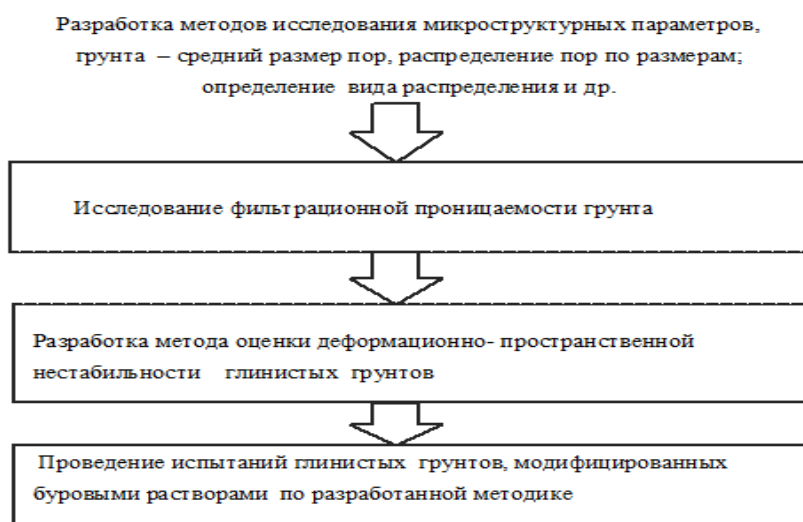 Разработка методов исследования микроструктурных параметров,
грунта – средний размер пор, распределение пор по размерам;
определение вида распределения и др.
Исследование фильтрационной проницаемости грунта
Разработка метода оценки деформационно- пространственной
нестабильности глинистых грунтов
Проведение испытаний глинистых грунтов, модифицированных
буровыми растворами по разработанной методике